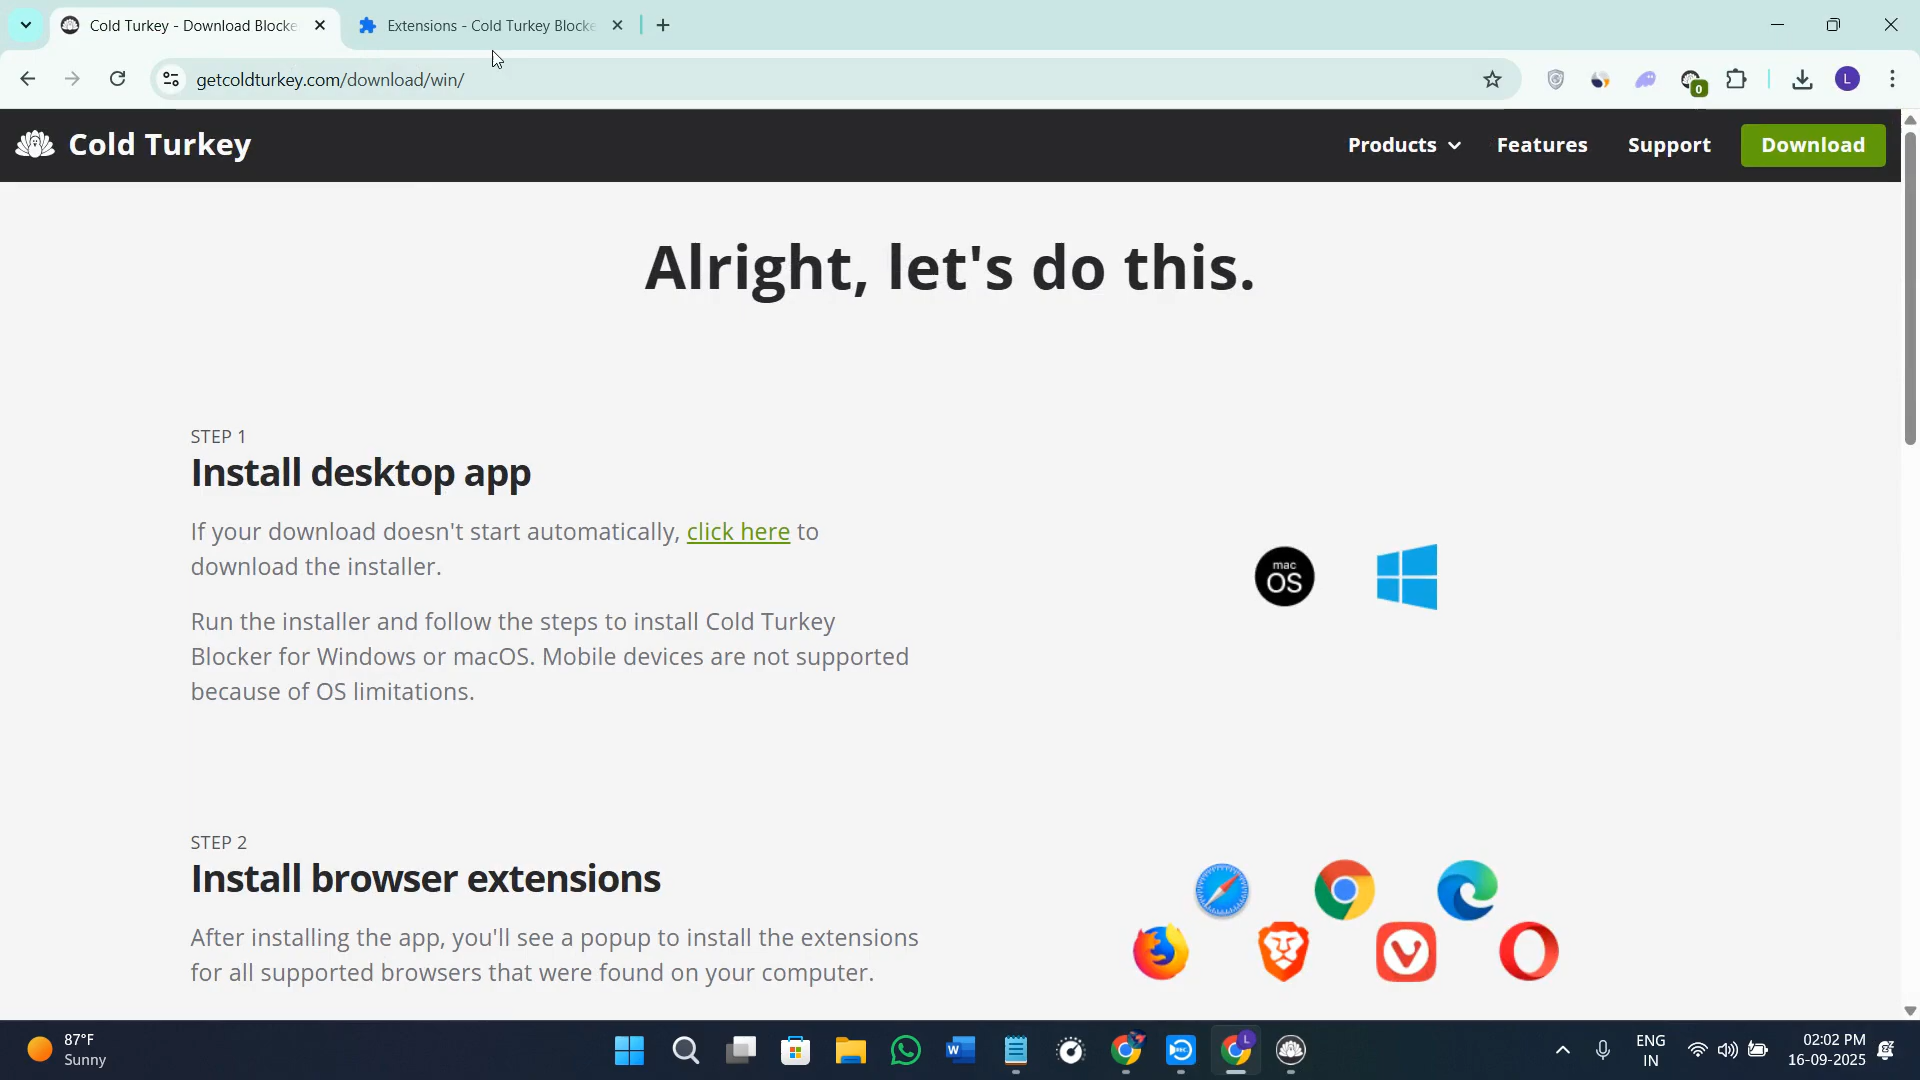 Cold Turkey - Download Blocke
Extensions - Cold Turkey Blocke
getcoldturkey.com/download/win/
L
0
Cold Turkey
Products
Features
Support
Download
Alright, let's do this.
STEP 1
Install desktop app
If your download doesn't start automatically, click here to
download the installer.
Run the installer and follow the steps to install Cold Turkey
Blocker for Windows or macOS. Mobile devices are not supported
because of OS limitations.
mac
OS
STEP 2
Install browser extensions
After installing the app, you'll see a popup to install the extensions
for all supported browsers that were found on your computer.
87°F
Sunny
W
L
ENG
IN
02:02 PM
16-09-2025